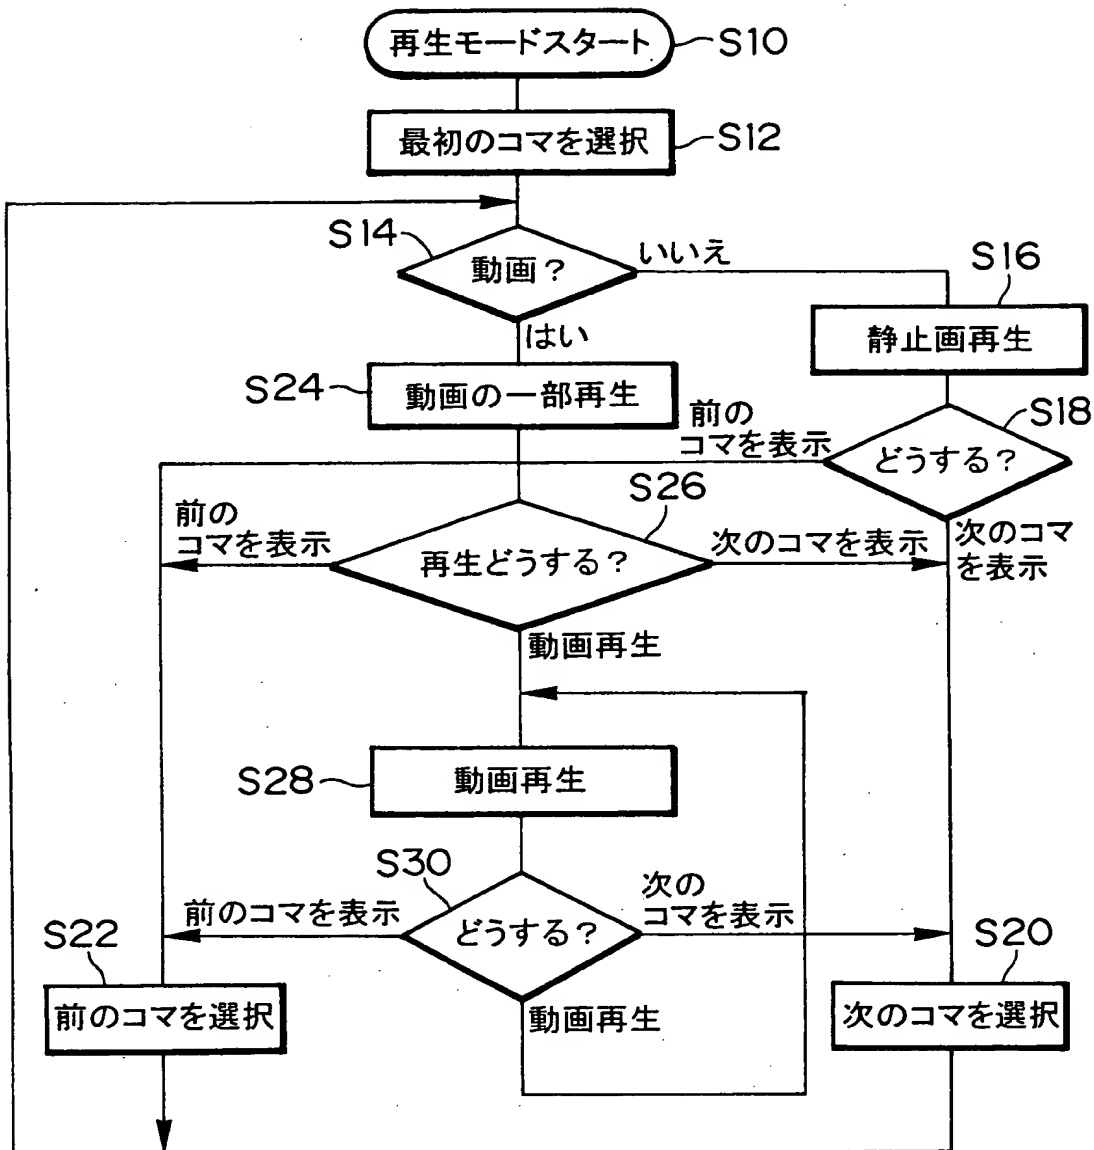 再生モードスタート
S10
最初のコマを選択
S12
S14
動画？
いいえ
はい
S16
静止画再生
S24
動画の一部再生
前の
コマを表示
S18
どうする？
S26
前の
コマを表示
再生どうする？
次のコマを表示
次のコマ
を表示
動画再生
S28
動画再生
S30
前のコマを表示
どうする？
次の
コマを表示
S22
前のコマを選択
動画再生
S20
次のコマを選択